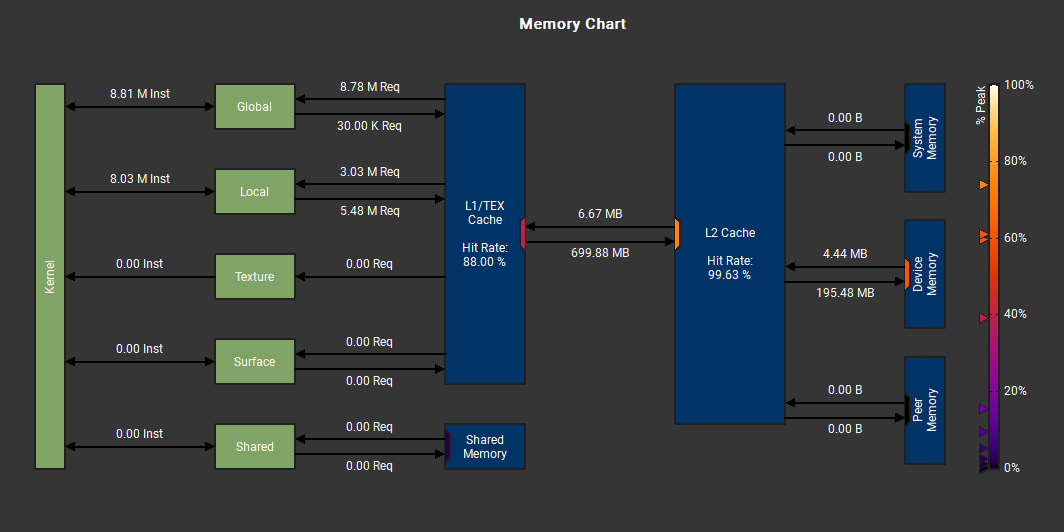 Memory Chart
Kernel
8.81 M Inst
Global
8.78 M Req
30.00 K Req
8.03 M Inst
Local
3.03 M Req
5.48 M Req
0.00 Inst
Texture
0.00 Req
0.00 Inst
Surface
0.00 Req
0.00 Req
0.00 Inst
Shared
0.00 Req
0.00 Req
L1/TEX
Cache
Hit Rate:
88.00 %
Shared
Memory
6.67 MB
699.88 MB
L2 Cache
Hit Rate:
99.63 %
0.00 B
0.00 B
System
Memory
4.44 MB
195.48 MB
Device
Memory
0.00 B
0.00 B
Peer
Memory
% Peak
100%
80%
60%
40%
20%
0%